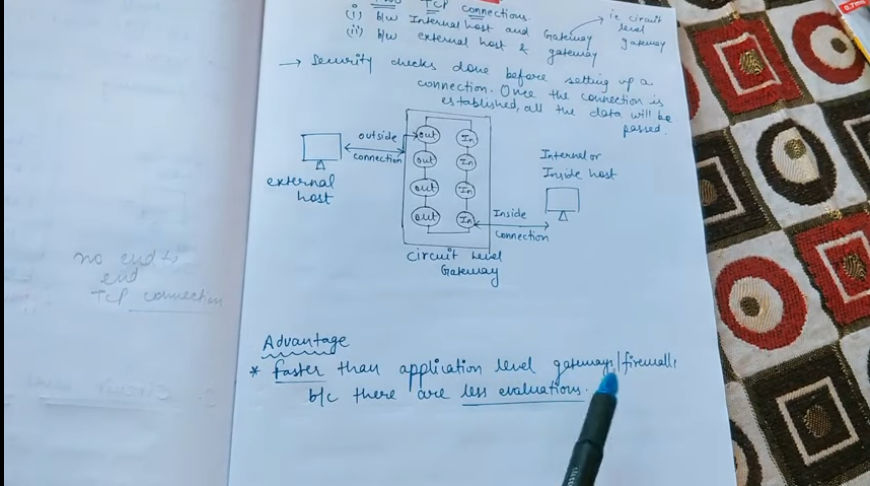 TCP connections.
(i) b/w Internal host and Gateway
ie circuit
level
gateway
(ii) b/w external host & gateway
→ Security checks done before setting up a
connection. Once the connection is
established, all the data will be
passed.
outside
connection
out
out
out
out
In
In
In
In
external
host
Internal or
Inside host
Inside
connection
circuit level
Gateway
no end to
end
TCP connection
Advantage
* faster than application level gateways/firewalls
b/c there are less evaluations.